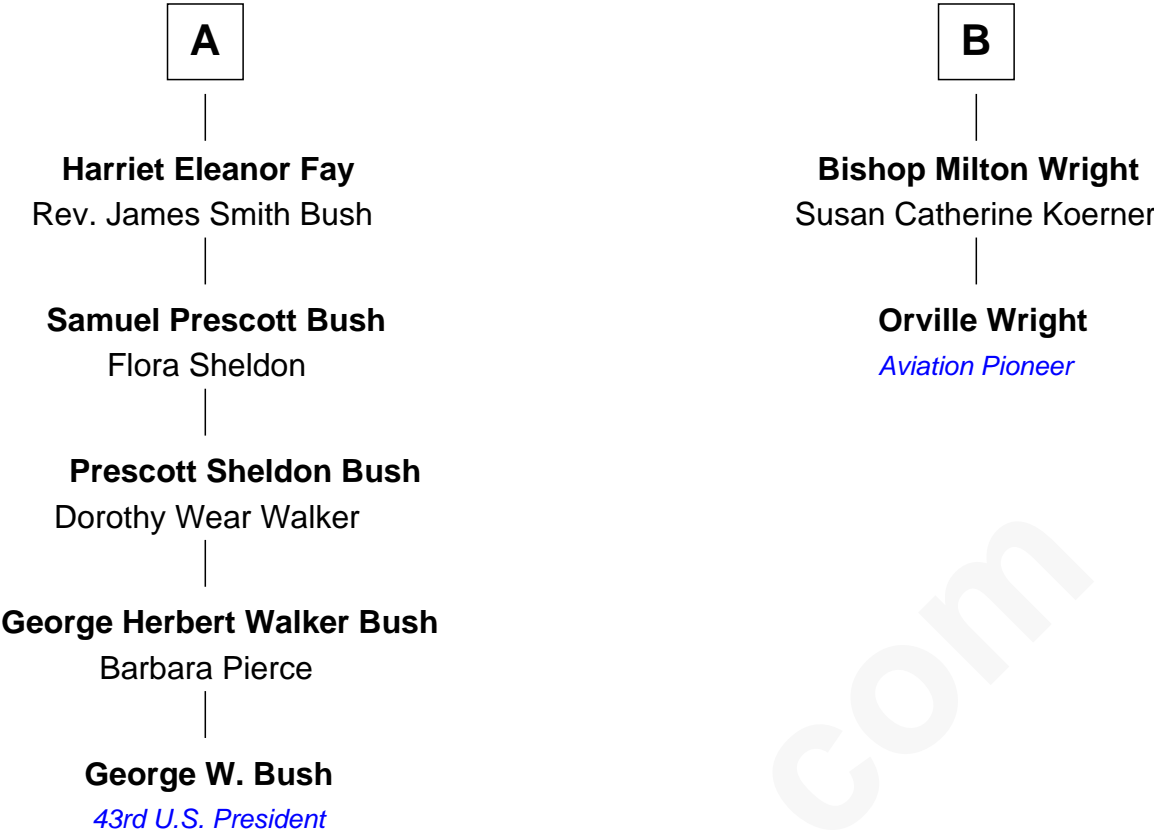 A
Harriet Eleanor Fay
Rev. James Smith Bush
Samuel Prescott Bush
Flora Sheldon
Prescott Sheldon Bush
Dorothy Wear Walker
George Herbert Walker Bush
Barbara Pierce
George W. Bush
43rd U.S. President
B
Bishop Milton Wright
Susan Catherine Koerner
Orville Wright
Aviation Pioneer
com